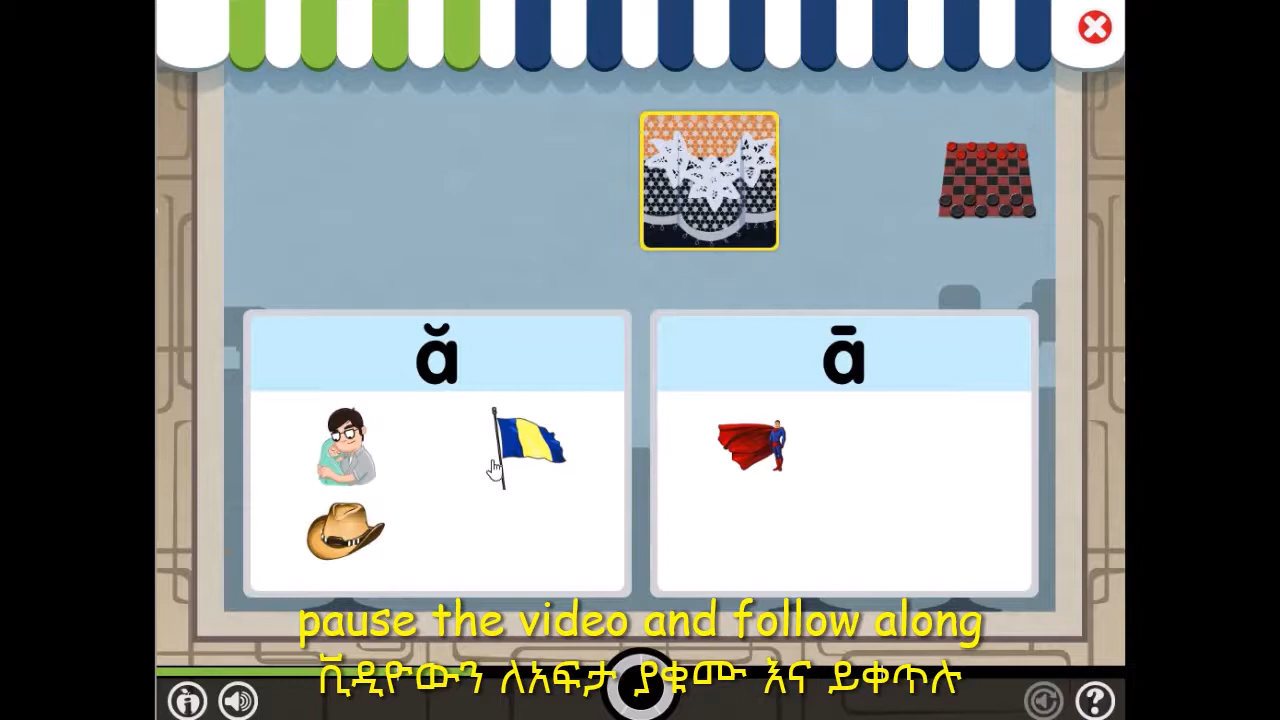 ă
ā
pause the video and follow along
ቪዲዮውን ለአፍታ ያቁሙ እና ይቀጥሉ